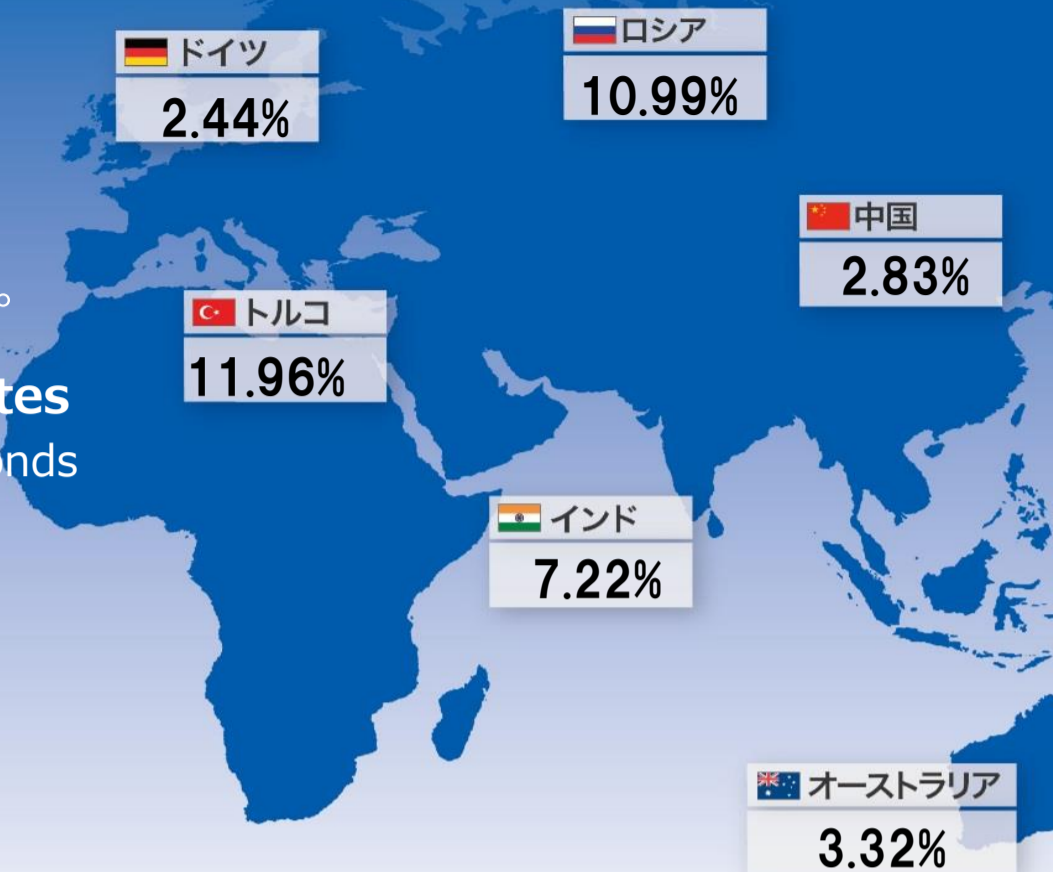 ドイツ
2.44%
ロシア
10.99%
中国
2.83%
。
トルコ
11.96%
tes
onds
インド
7.22%
オーストラリア
3.32%